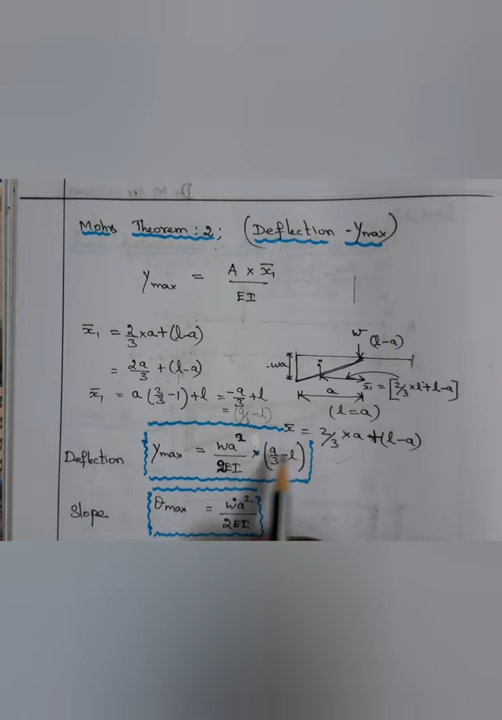 Mohs Theorem: 2; (Deflection - Ymax)
Ymax = A × x̄₁ / EI
x̄₁ = 2/3 × a + (l-a)
= 2a/3 + (l-a)
x̄₁ = a (2/3 - 1) + l = -a/3 + l
W
(l-a)
-wa
x̄₁ = [2/3 × l + l-a]
a
(l=a)
x̄ = 2/3 × a + (l-a)
Deflection Ymax = wa²/2EI × (a/3 - l)
Slope θmax = wa²/2EI